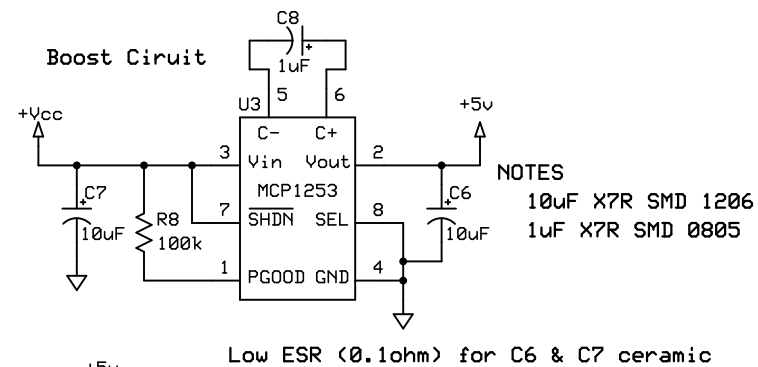 C8
+
Boost Ciruit
1uF
5 6
U3 +5v
+Vcc
C- C+
3 Vin Vout 2
NOTES
C7 MCP1253 C6 10uF X7R SMD 1206
+ R8 7 SHDN SEL 8 +
10uF 100k 10uF 1uF X7R SMD 0805
1 PGOOD GND 4
Low ESR (0.1ohm) for C6 & C7 ceramic
+5v